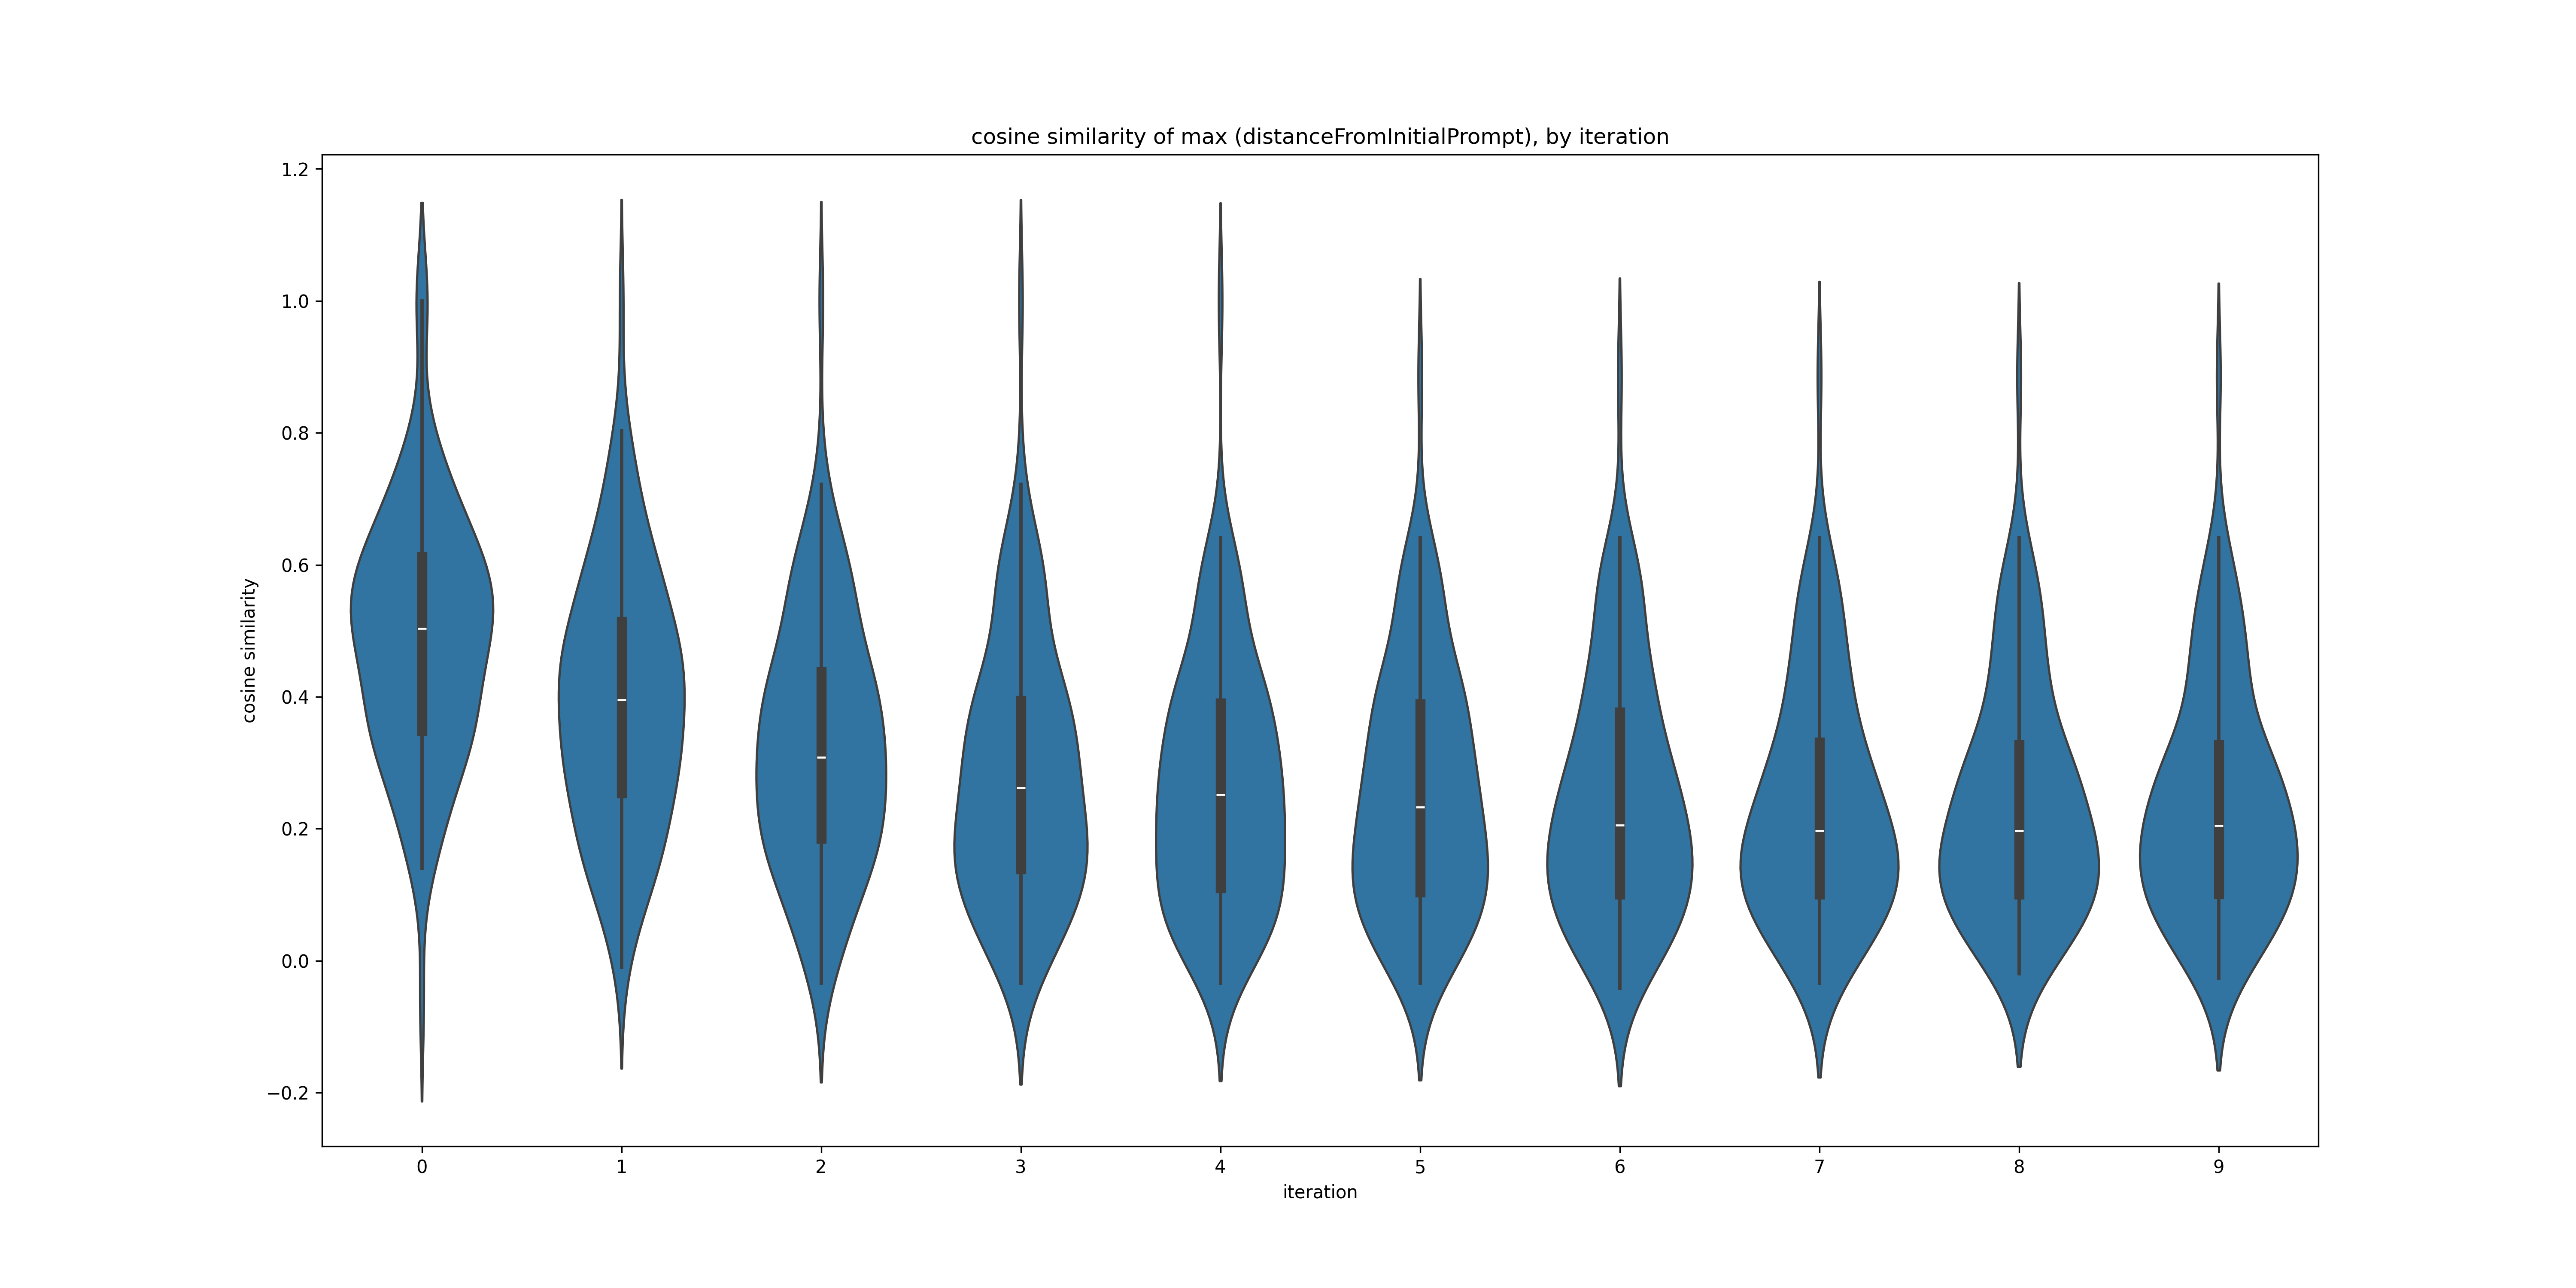 cosine similarity of max (distanceFromInitialPrompt), by iteration
1.2
1.0
0.8
0.6
0.4
0.2
0.0
−0.2
cosine similarity
0 1 2 3 4 5 6 7 8 9
iteration